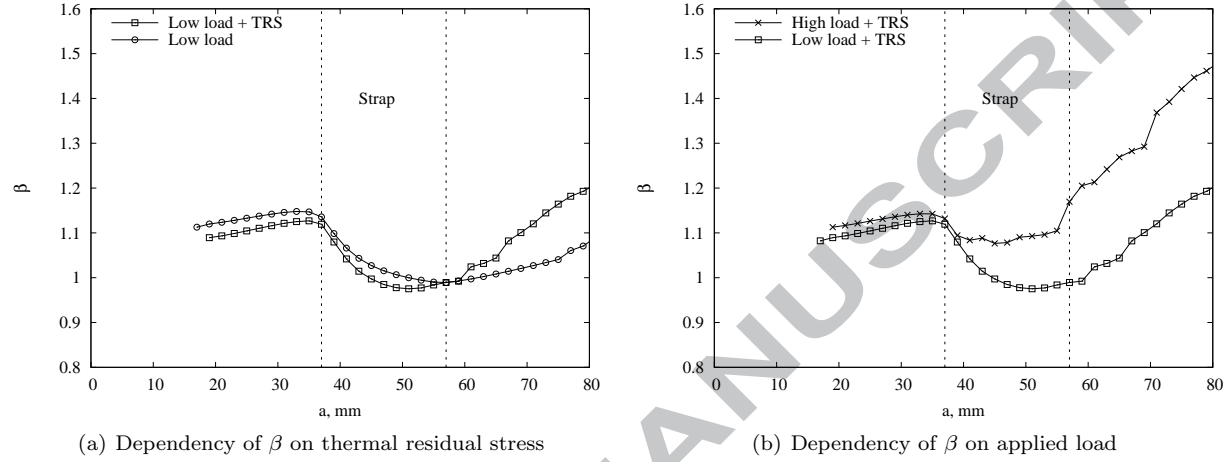 1.6
1.5
1.4
1.3
1.2
1.1
1
0.9
0.8
0 10 20 30 40 50 60 70 80
β
a, mm
Low load + TRS
Low load
Strap
(a) Dependency of β on thermal residual stress
1.6
1.5
1.4
1.3
1.2
1.1
1
0.9
0.8
0 10 20 30 40 50 60 70 80
β
a, mm
High load + TRS
Low load + TRS
Strap
(b) Dependency of β on applied load
ANUSCRIP